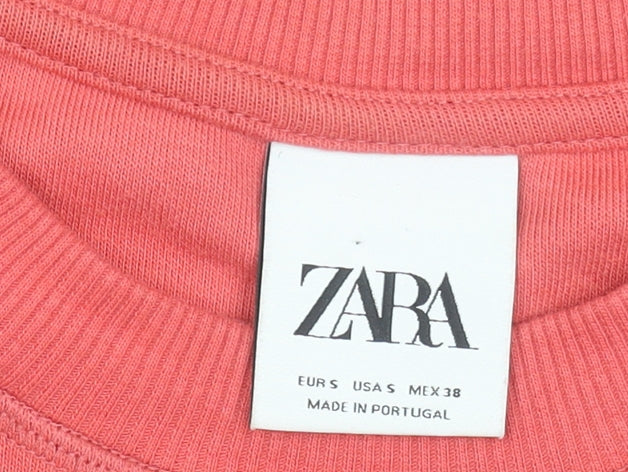 ZARA
EUR S USA S MEX 38
MADE IN PORTUGAL